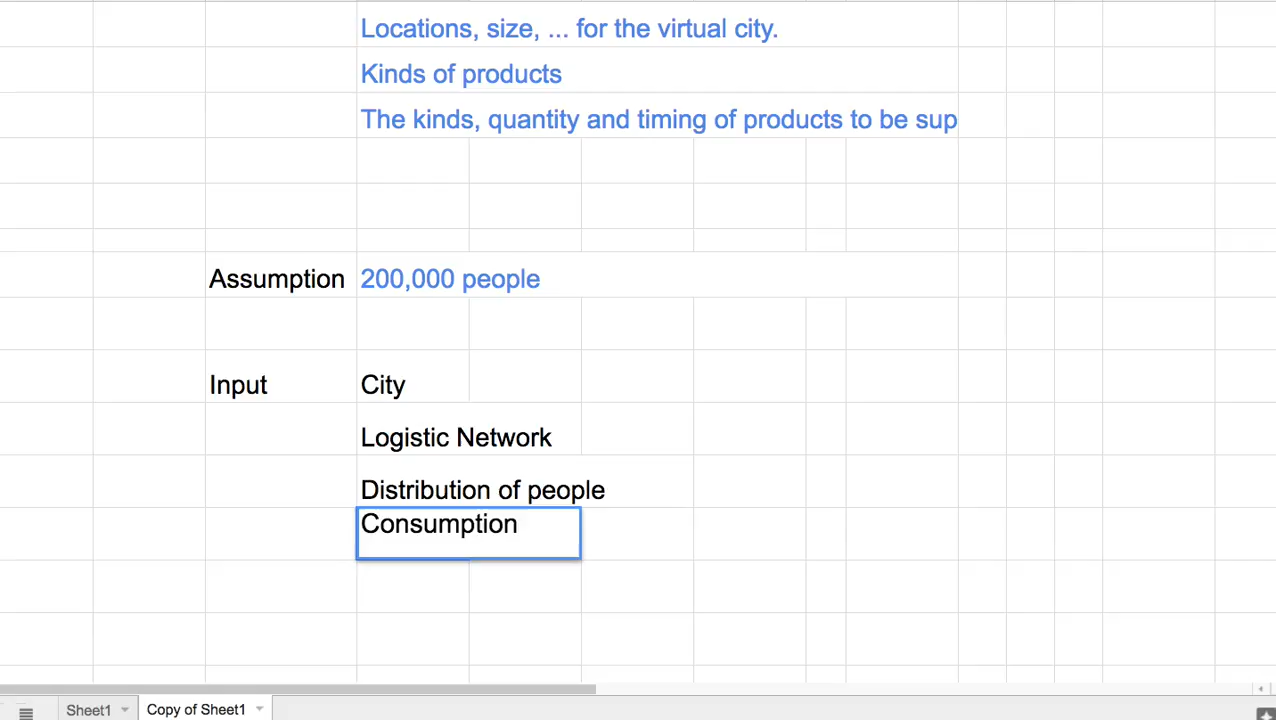 Locations, size, ... for the virtual city.
Kinds of products
The kinds, quantity and timing of products to be sup
Assumption 200,000 people
Input City
Logistic Network
Distribution of people
Consumption
Sheet1 Copy of Sheet1